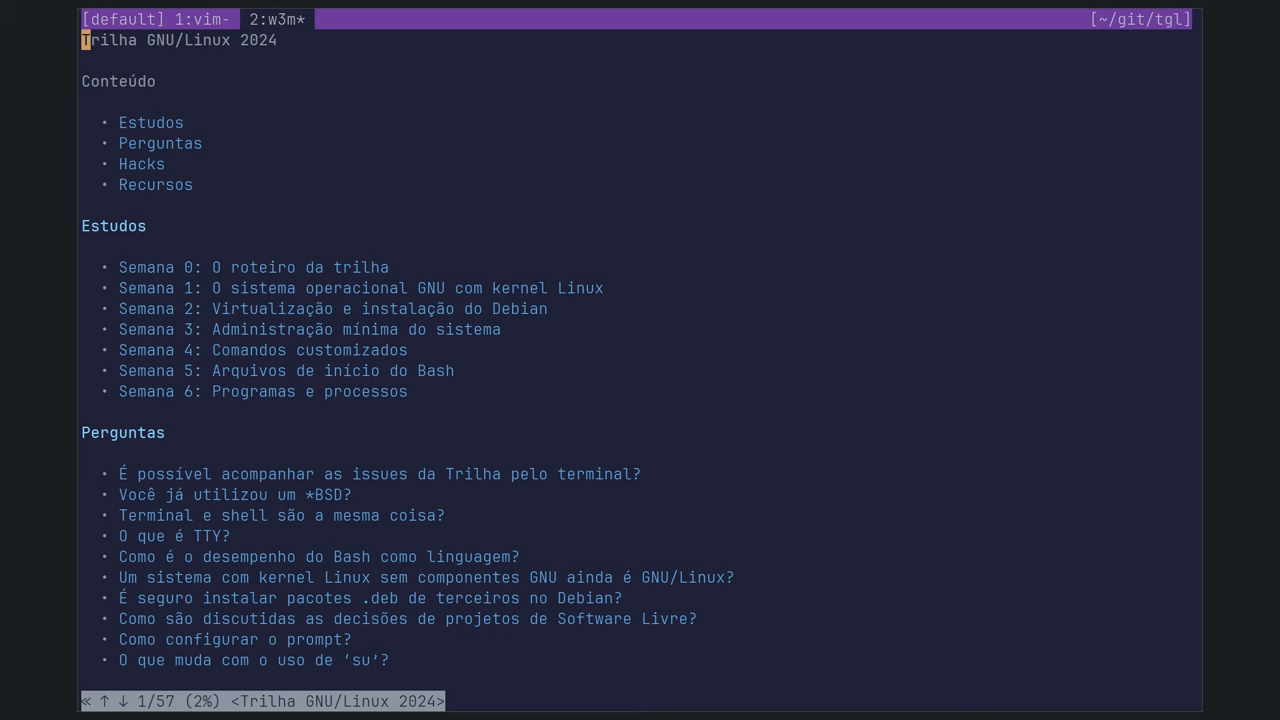 [default] 1:vim- 2:w3m* [~/git/tgl]
Trilha GNU/Linux 2024
Conteúdo
• Estudos
• Perguntas
• Hacks
• Recursos
Estudos
• Semana 0: O roteiro da trilha
• Semana 1: O sistema operacional GNU com kernel Linux
• Semana 2: Virtualização e instalação do Debian
• Semana 3: Administração mínima do sistema
• Semana 4: Comandos customizados
• Semana 5: Arquivos de início do Bash
• Semana 6: Programas e processos
Perguntas
• É possível acompanhar as issues da Trilha pelo terminal?
• Você já utilizou um *BSD?
• Terminal e shell são a mesma coisa?
• O que é TTY?
• Como é o desempenho do Bash como linguagem?
• Um sistema com kernel Linux sem componentes GNU ainda é GNU/Linux?
• É seguro instalar pacotes .deb de terceiros no Debian?
• Como são discutidas as decisões de projetos de Software Livre?
• Como configurar o prompt?
• O que muda com o uso de ‘su’?
« ↑ ↓ 1/57 (2%) <Trilha GNU/Linux 2024>